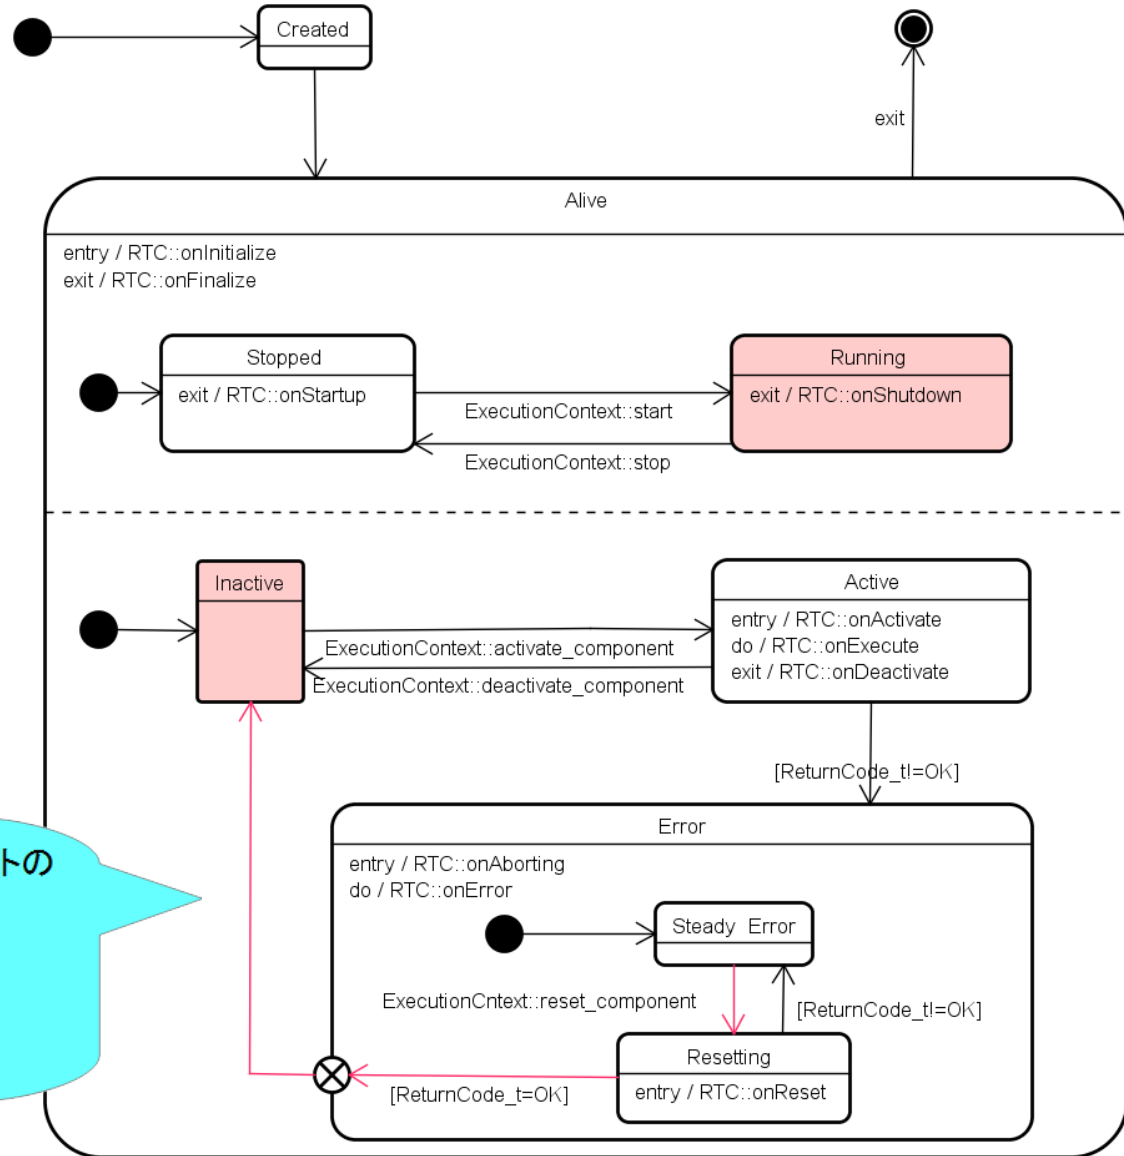 Created
exit
Alive
entry / RTC::onInitialize
exit / RTC::onFinalize
Stopped
exit / RTC::onStartup
Running
exit / RTC::onShutdown
ExecutionContext::start
ExecutionContext::stop
Inactive
Active
entry / RTC::onActivate
do / RTC::onExecute
exit / RTC::onDeactivate
ExecutionContext::activate_component
ExecutionContext::deactivate_component
[ReturnCode_t!=OK]
Error
entry / RTC::onAborting
do / RTC::onError
トの
Steady Error
ExecutionCntext::reset_component
[ReturnCode_t!=OK]
Resetting
entry / RTC::onReset
[ReturnCode_t=OK]